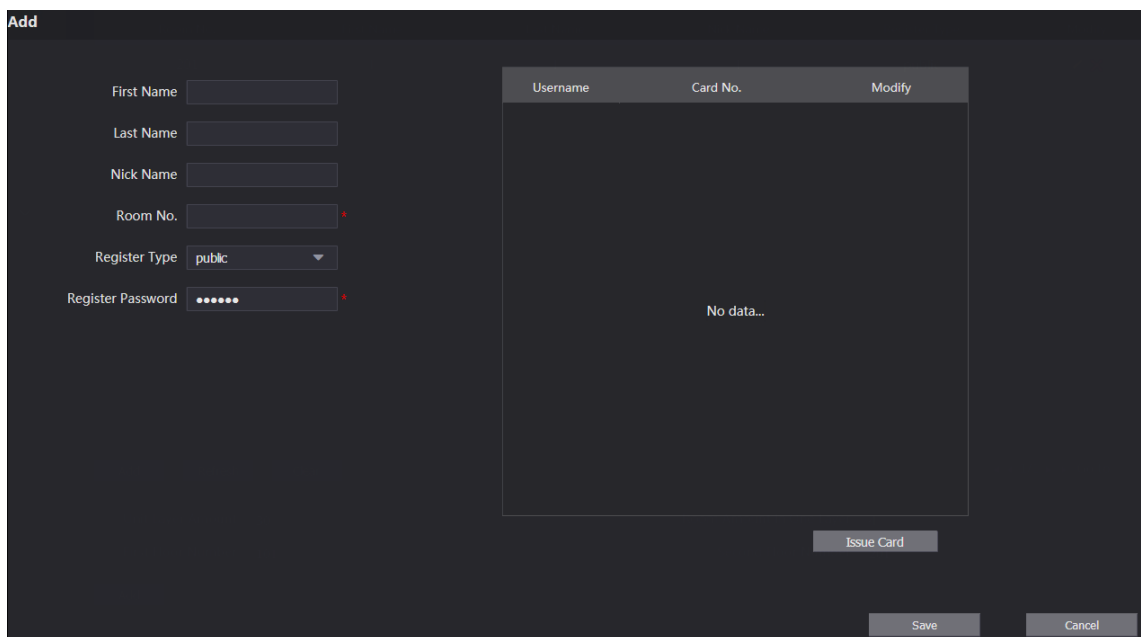 Add
First Name
Last Name
Nick Name
Room No. *
Register Type public
Register Password ●●●●●● *
Username Card No. Modify
No data...
Issue Card
Save Cancel